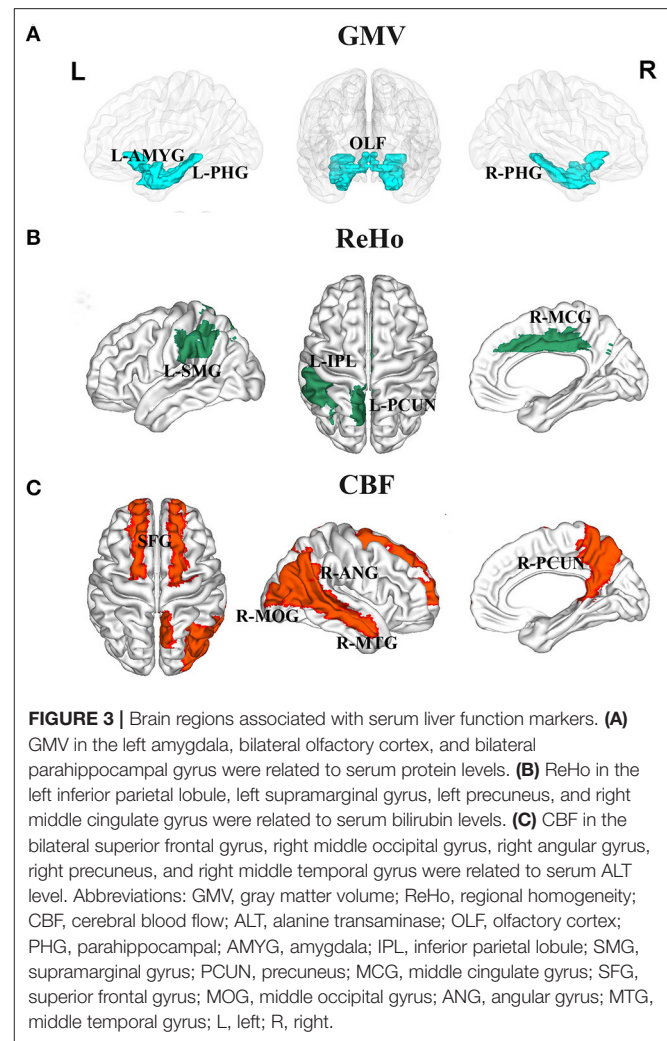 A
GMV
L
R
L-AMYG
L-PHG
OLF
R-PHG
B
ReHo
L-SMG
L-IPL
L-PCUN
R-MCG
C
CBF
SFG
R-ANG
R-MOG
R-MTG
R-PCUN
FIGURE 3 | Brain regions associated with serum liver function markers. (A)
GMV in the left amygdala, bilateral olfactory cortex, and bilateral
parahippocampal gyrus were related to serum protein levels. (B) ReHo in the
left inferior parietal lobule, left supramarginal gyrus, left precuneus, and right
middle cingulate gyrus were related to serum bilirubin levels. (C) CBF in the
bilateral superior frontal gyrus, right middle occipital gyrus, right angular gyrus,
right precuneus, and right middle temporal gyrus were related to serum ALT
level. Abbreviations: GMV, gray matter volume; ReHo, regional homogeneity;
CBF, cerebral blood flow; ALT, alanine transaminase; OLF, olfactory cortex;
PHG, parahippocampal; AMYG, amygdala; IPL, inferior parietal lobule; SMG,
supramarginal gyrus; PCUN, precuneus; MCG, middle cingulate gyrus; SFG,
superior frontal gyrus; MOG, middle occipital gyrus; ANG, angular gyrus; MTG,
middle temporal gyrus; L, left; R, right.